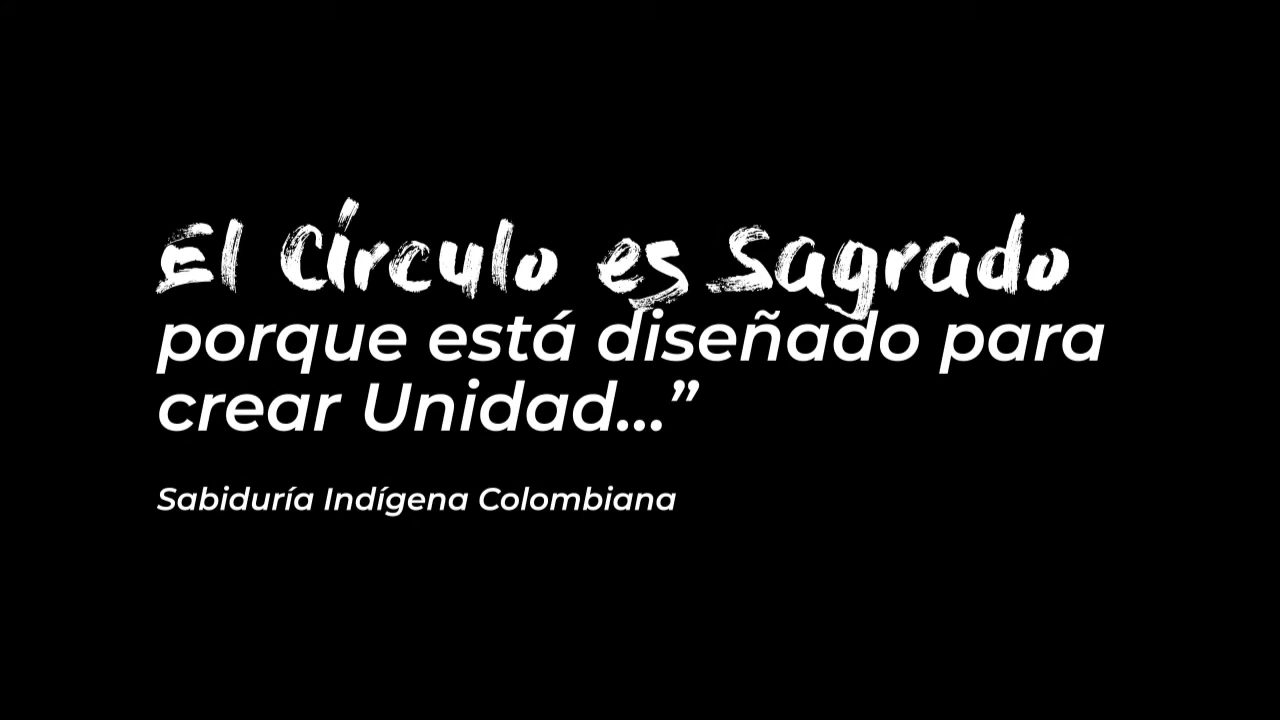 El Círculo es Sagrado
porque está diseñado para
crear Unidad...”
Sabiduría Indígena Colombiana